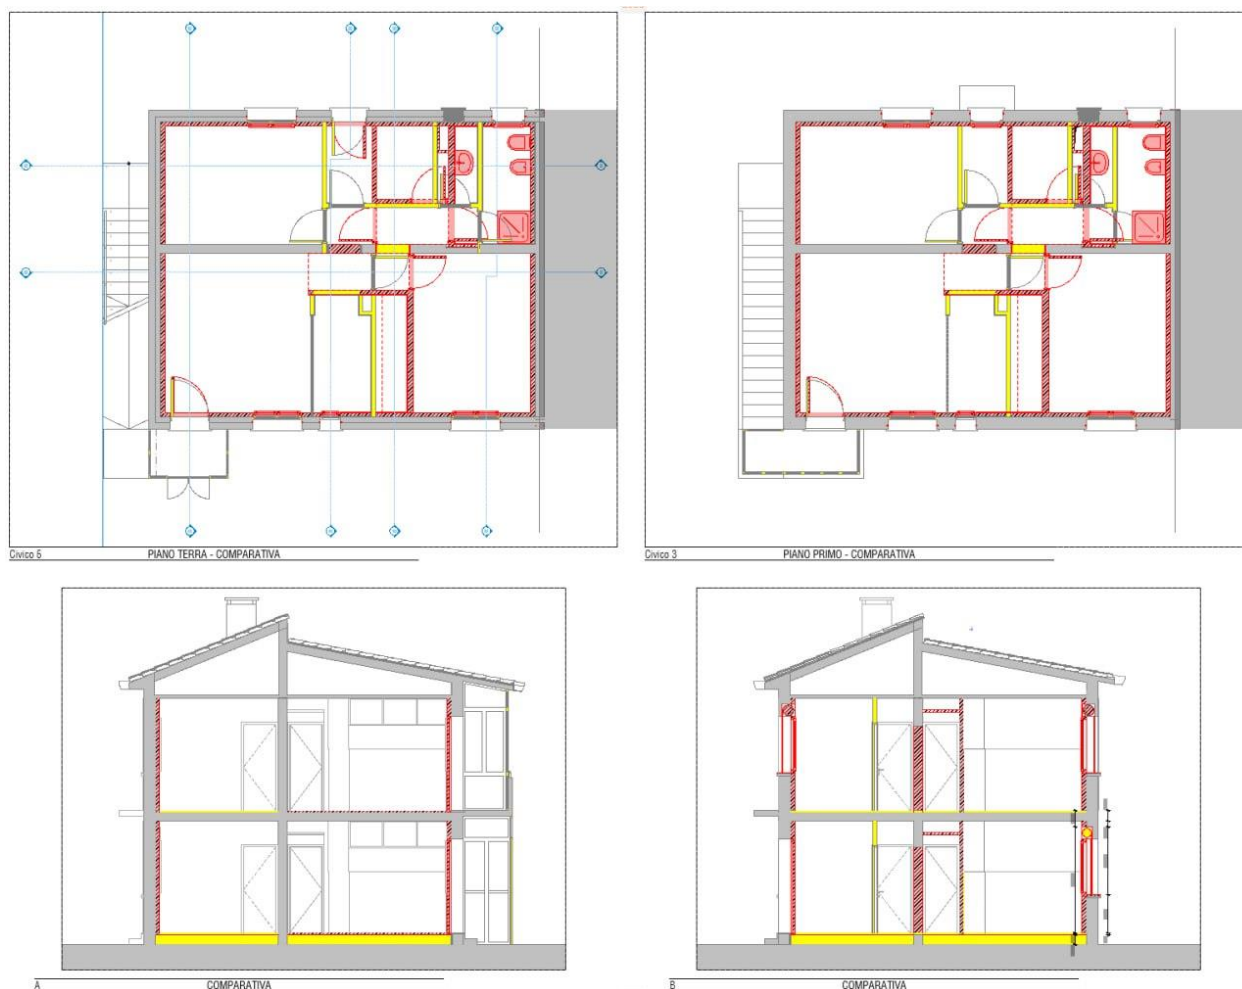 Civico 5 PIANO TERRA - COMPARATIVA
Civico 3 PIANO PRIMO - COMPARATIVA
A COMPARATIVA
B COMPARATIVA